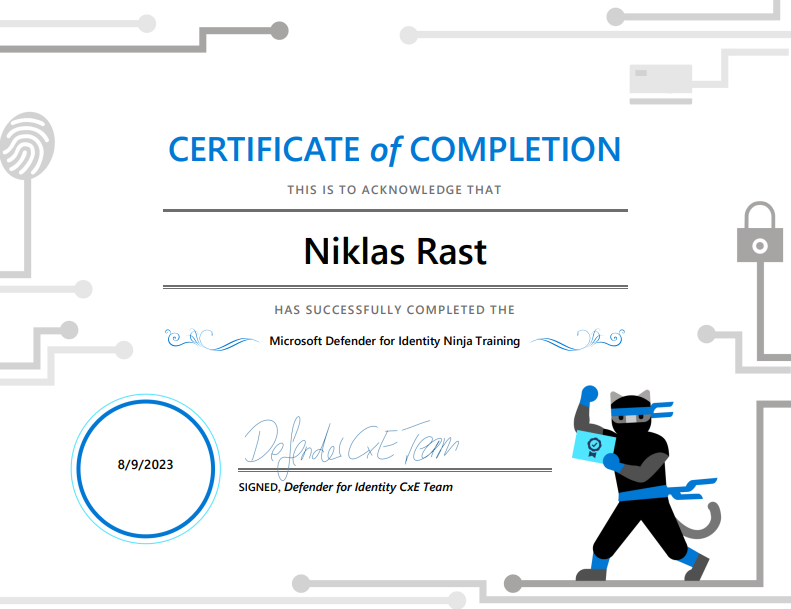 CERTIFICATE of COMPLETION
THIS IS TO ACKNOWLEDGE THAT
Niklas Rast
HAS SUCCESSFULLY COMPLETED THE
Microsoft Defender for Identity Ninja Training
8/9/2023
Defender CxE Team
SIGNED, Defender for Identity CxE Team